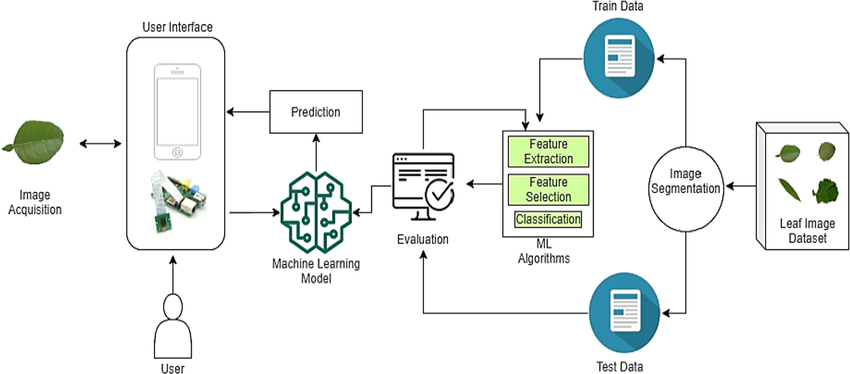 Train Data
User Interface
Prediction
Feature
Extraction
Feature
Selection
Classification
Image
Segmentation
Image
Acquisition
Leaf Image
Dataset
Evaluation
ML
Algorithms
Machine Learning
Model
User
Test Data